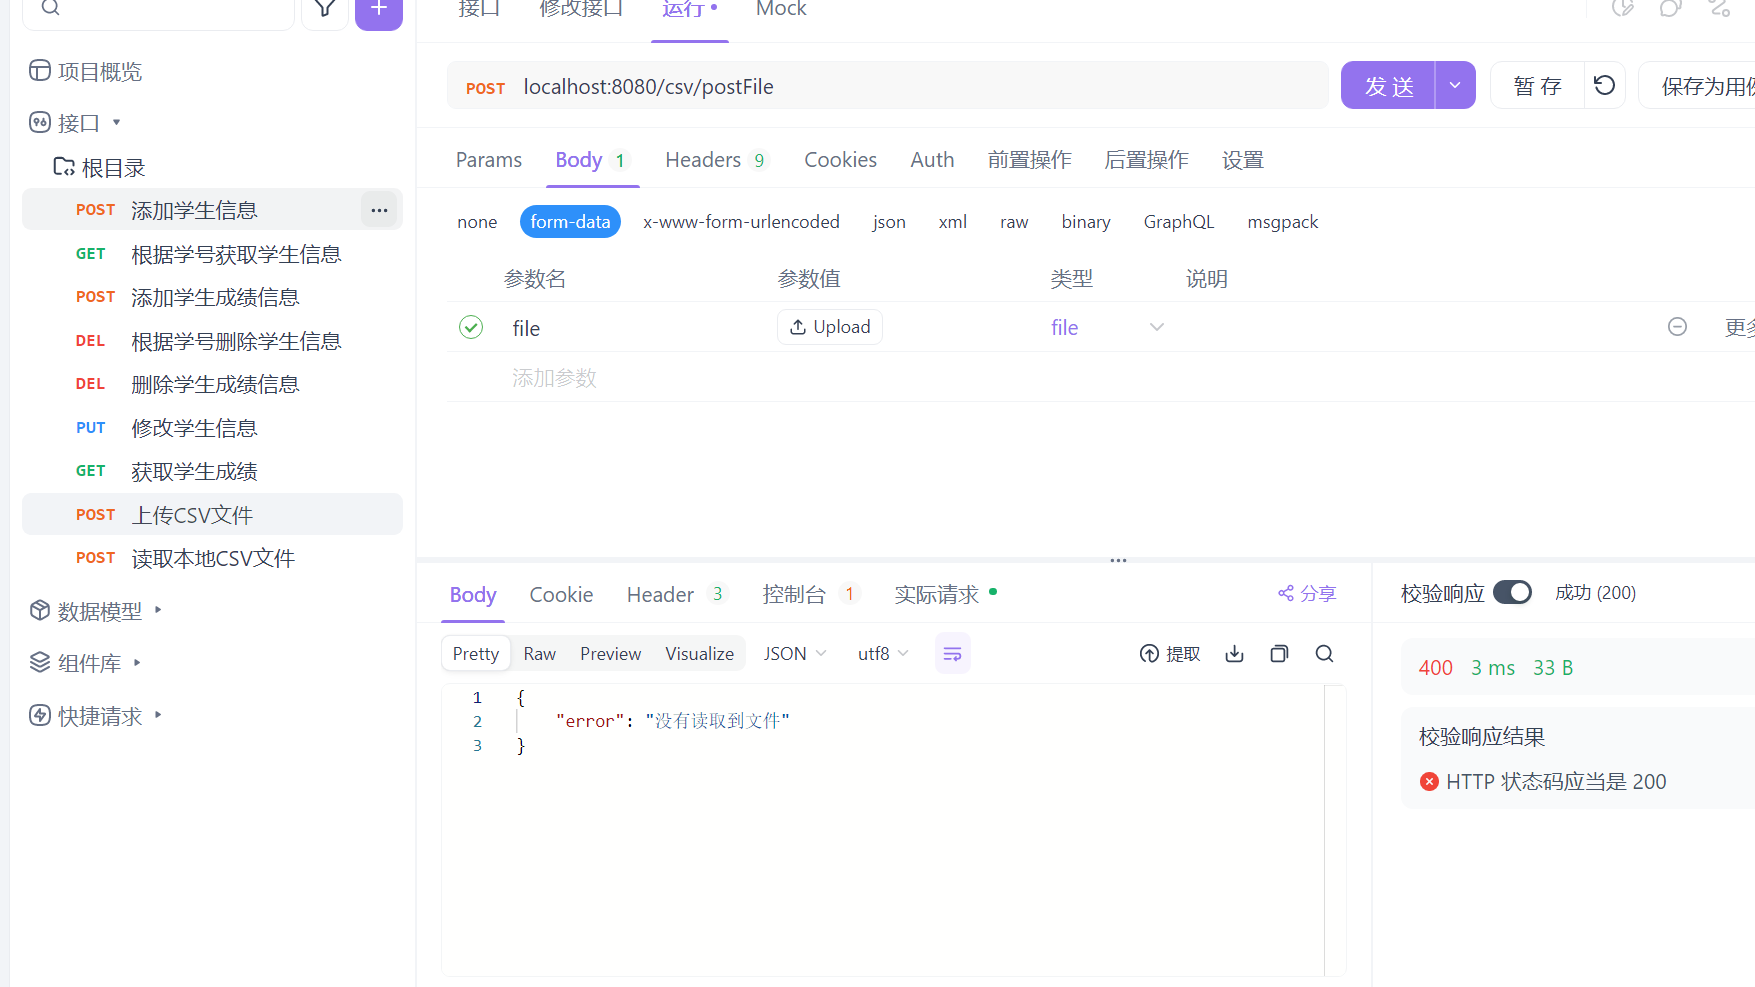 接口 修改接口 运行 Mock
项目概览
接口
根目录
POST 添加学生信息
GET 根据学号获取学生信息
POST 添加学生成绩信息
DEL 根据学号删除学生信息
DEL 删除学生成绩信息
PUT 修改学生信息
GET 获取学生成绩
POST 上传CSV文件
POST 读取本地CSV文件
数据模型
组件库
快捷请求
POST localhost:8080/csv/postFile
发送 暂存 保存为用
Params Body 1 Headers 9 Cookies Auth 前置操作 后置操作 设置
none form-data x-www-form-urlencoded json xml raw binary GraphQL msgpack
参数名 参数值 类型 说明
file Upload file 更
添加参数
Body Cookie Header 3 控制台 1 实际请求 分享
Pretty Raw Preview Visualize JSON utf8 提取
1 {
2 "error": "没有读取到文件"
3 }
校验响应 成功 (200)
400 3 ms 33 B
校验响应结果
HTTP 状态码应当是 200